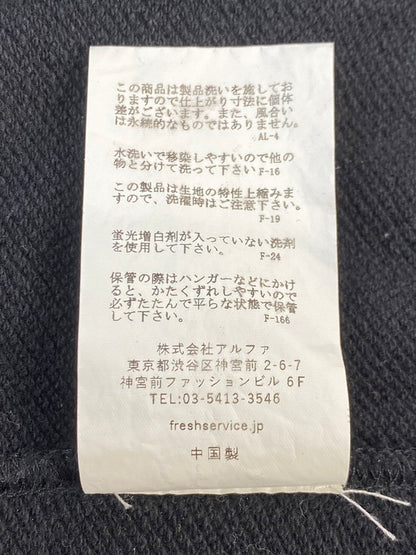 この商品は製品洗いを施してお
りますので仕上がり寸法に個体
差がございます。また、風合い
は永続的なものではありません。
AL-4
水洗いで移染しやすいので他の
物と分けて洗って下さい F-16
この製品は生地の特性上縮みま
すので、洗濯時はご注意下さい。
F-19
蛍光増白剤が入っていない洗剤
を使用して下さい。 F-24
保管の際はハンガーなどにかけ
ると、かたくずれしやすいので
必ずたたんで平らな状態で保管
して下さい。 F-166
株式会社アルファ
東京都渋谷区神宮前 2-6-7
神宮前ファッションビル 6F
TEL:03-5413-3546
freshservice.jp
中国製